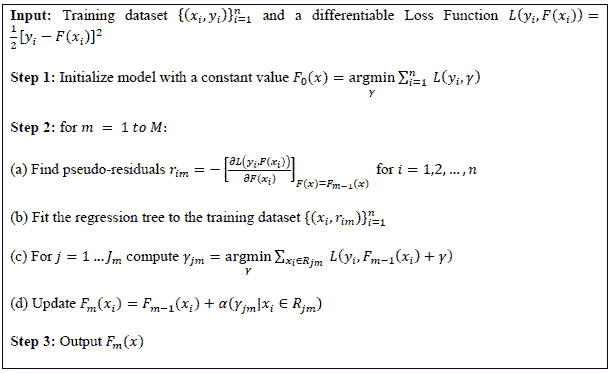 Input: Training dataset {(xᵢ, yᵢ)}ⁿᵢ₌₁ and a differentiable Loss Function L(yᵢ, F(xᵢ)) =
½[yᵢ − F(xᵢ)]²
Step 1: Initialize model with a constant value F₀(x) = argmin_γ Σⁿᵢ₌₁ L(yᵢ, γ)
Step 2: for m = 1 to M:
(a) Find pseudo-residuals rᵢₘ = −[∂L(yᵢ,F(xᵢ))/∂F(xᵢ)]_F(x)=Fₘ₋₁(x) for i = 1,2, …, n
(b) Fit the regression tree to the training dataset {(xᵢ, rᵢₘ)}ⁿᵢ₌₁
(c) For j = 1 … Jₘ compute γⱼₘ = argmin_γ Σ_xᵢ∈Rⱼₘ L(yᵢ, Fₘ₋₁(xᵢ) + γ)
(d) Update Fₘ(xᵢ) = Fₘ₋₁(xᵢ) + α(γⱼₘ|xᵢ ∈ Rⱼₘ)
Step 3: Output Fₘ(x)